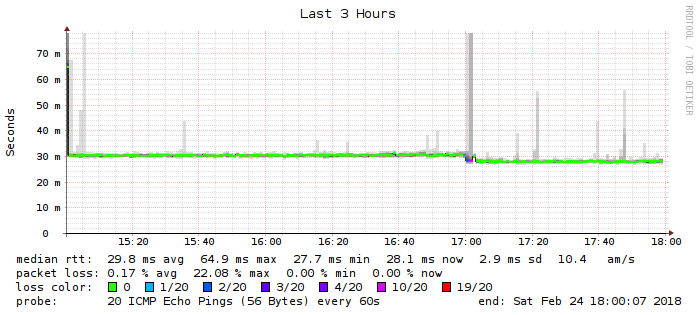 Last 3 Hours
RRDTOOL / TOBI OETIKER
Seconds
70 m
60 m
50 m
40 m
30 m
20 m
10 m
0
15:20 15:40 16:00 16:20 16:40 17:00 17:20 17:40 18:00
median rtt: 29.8 ms avg 64.9 ms max 27.7 ms min 28.1 ms now 2.9 ms sd 10.4 am/s
packet loss: 0.17 % avg 22.08 % max 0.00 % min 0.00 % now
loss color: 0 1/20 2/20 3/20 4/20 10/20 19/20
probe: 20 ICMP Echo Pings (56 Bytes) every 60s end: Sat Feb 24 18:00:07 2018